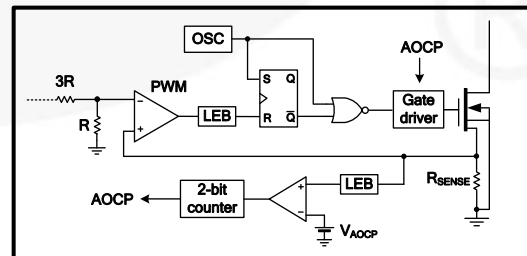 OSC
AOCP
3R
PWM
S Q
LEB
Gate
driver
R
R Q̅
LEB
RSENSE
AOCP
2-bit
counter
VAOCP